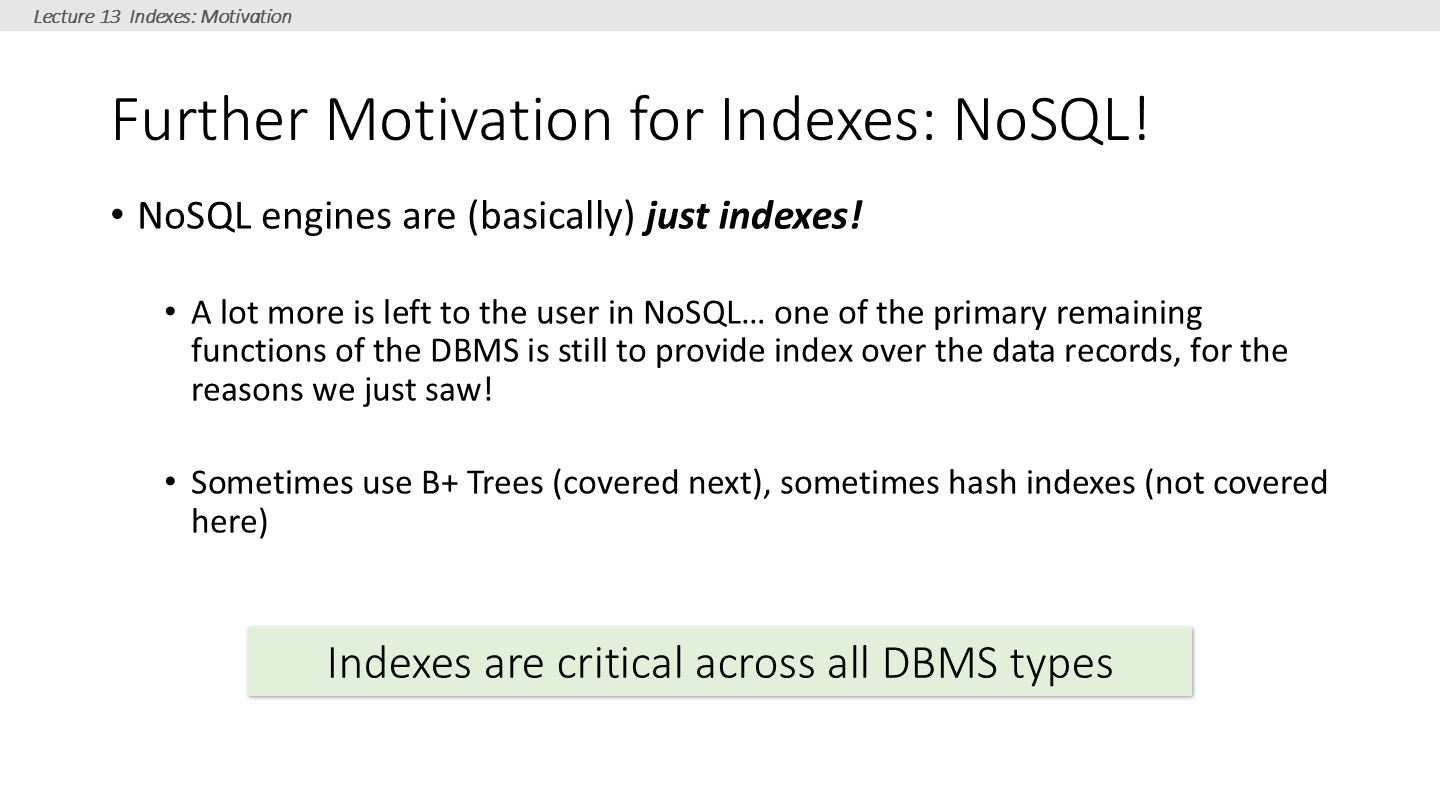 Lecture 13 Indexes: Motivation
Further Motivation for Indexes: NoSQL!
• NoSQL engines are (basically) just indexes!
• A lot more is left to the user in NoSQL... one of the primary remaining
functions of the DBMS is still to provide index over the data records, for the
reasons we just saw!
• Sometimes use B+ Trees (covered next), sometimes hash indexes (not covered
here)
Indexes are critical across all DBMS types